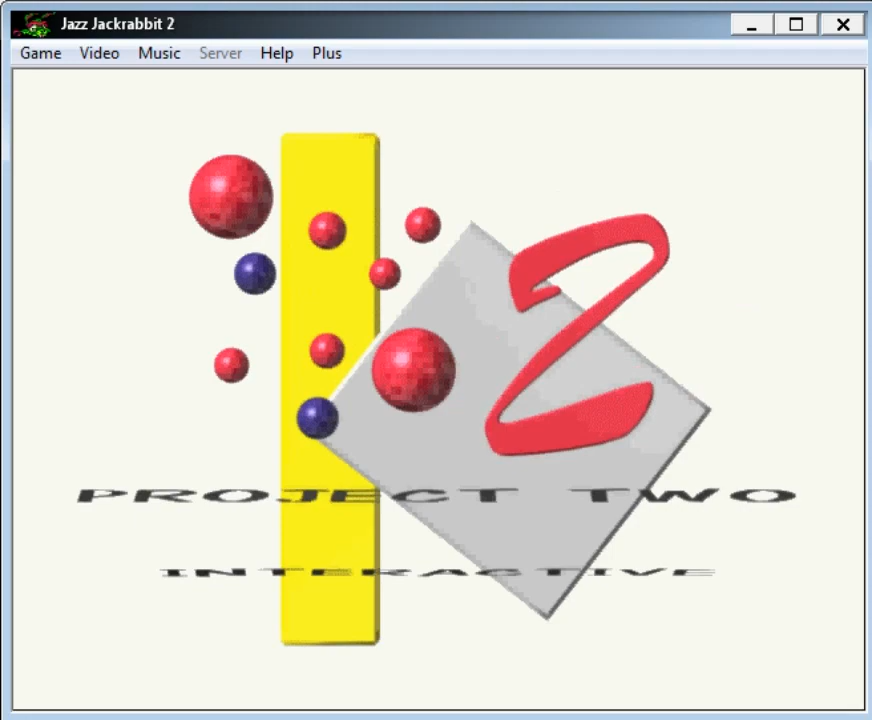 Jazz Jackrabbit 2
Game Video Music Server Help Plus
2
PROJECT TWO
INTERACTIVE